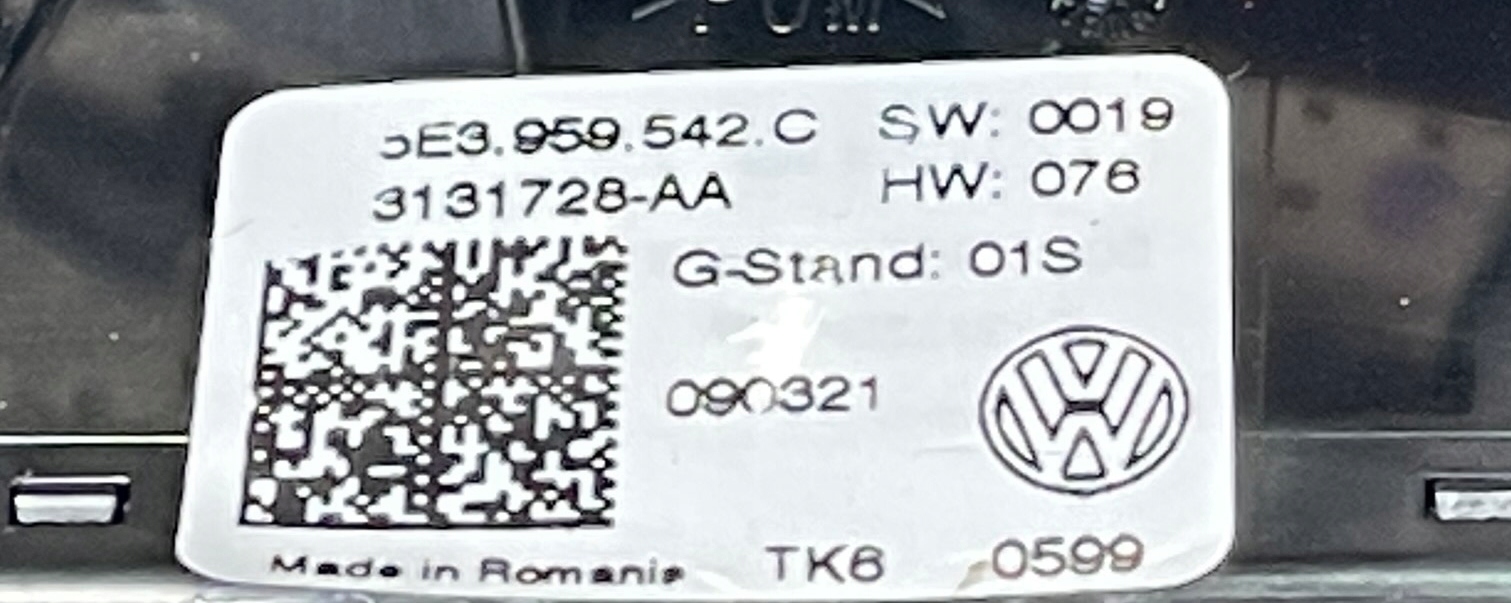 5E3.959.542.C SW: 0019
3131728-AA HW: 076
G-Stand: 01S
090321
Made in Romania TK6 0599